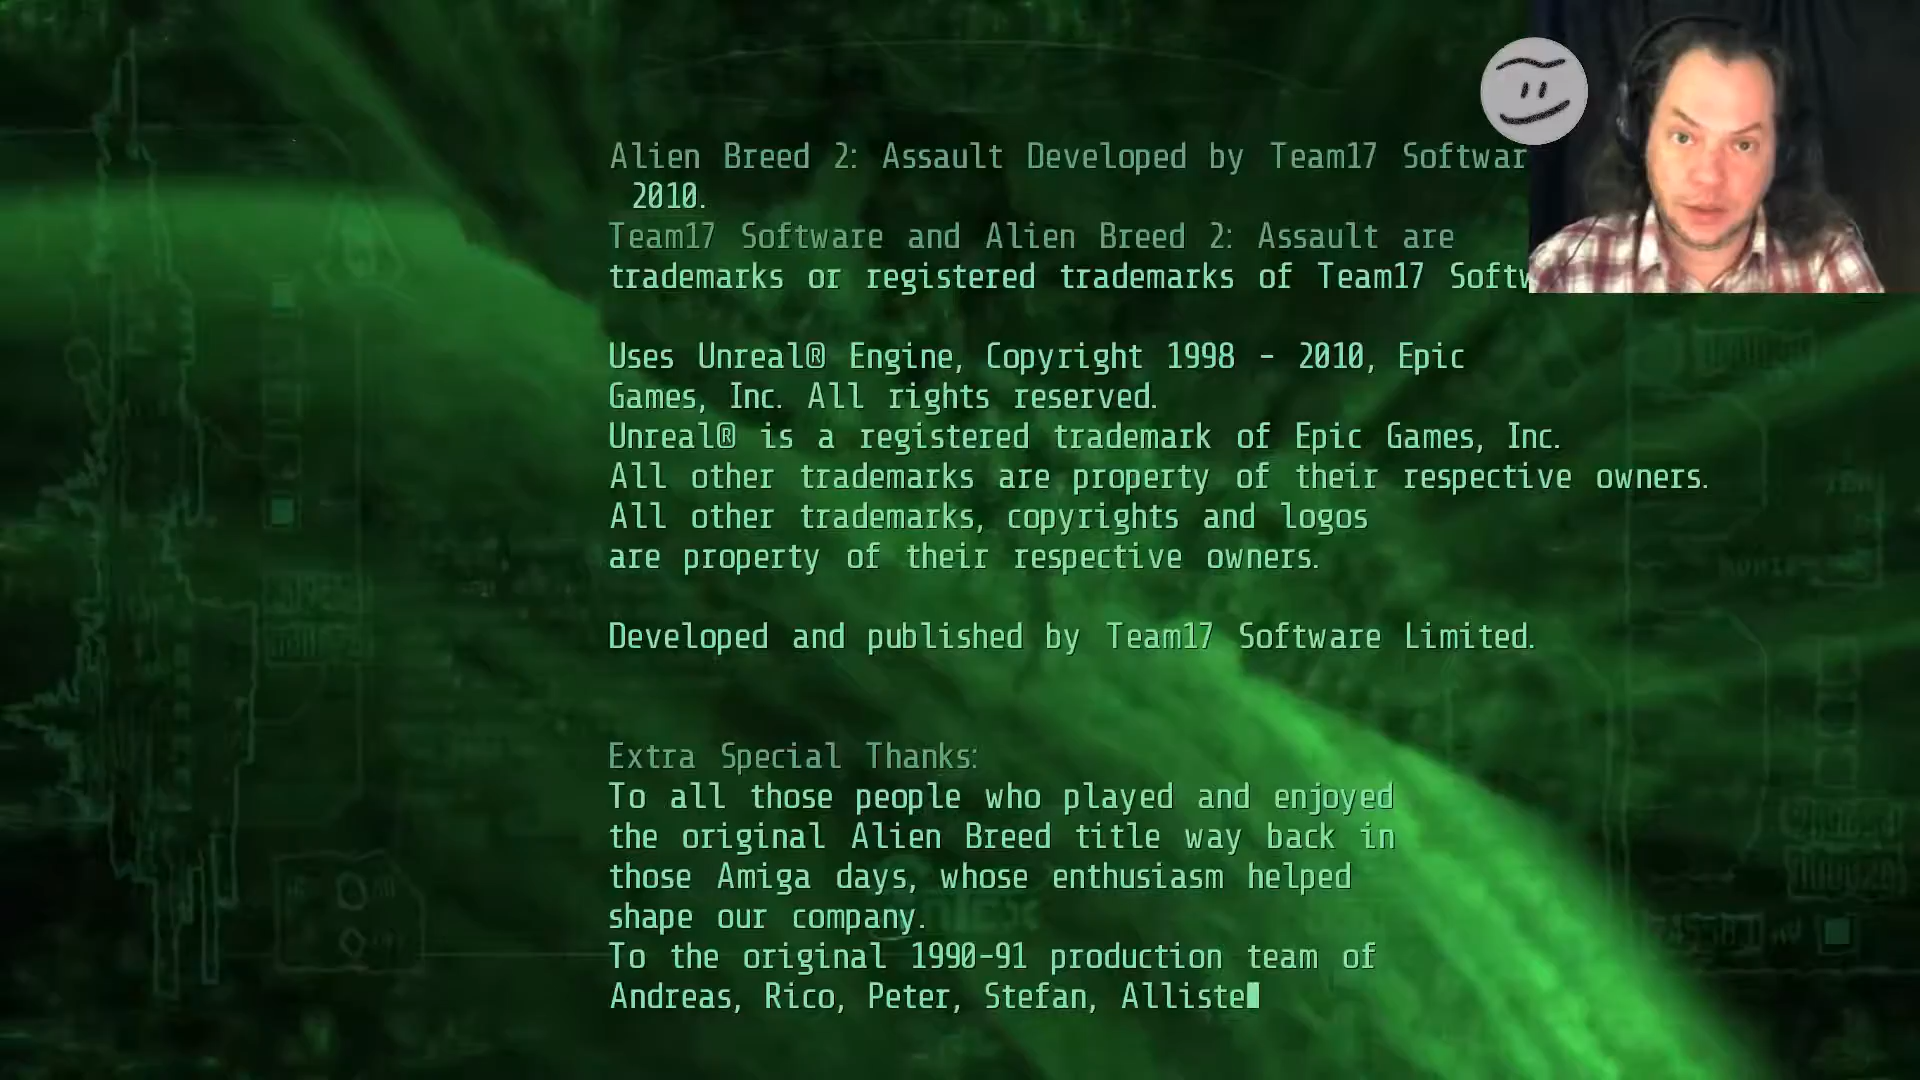 Alien Breed 2: Assault Developed by Team17 Softwar
2010.
Team17 Software and Alien Breed 2: Assault are
trademarks or registered trademarks of Team17 Softw
Uses Unreal® Engine, Copyright 1998 - 2010, Epic
Games, Inc. All rights reserved.
Unreal® is a registered trademark of Epic Games, Inc.
All other trademarks are property of their respective owners.
All other trademarks, copyrights and logos
are property of their respective owners.
Developed and published by Team17 Software Limited.
Extra Special Thanks:
To all those people who played and enjoyed
the original Alien Breed title way back in
those Amiga days, whose enthusiasm helped
shape our company.
To the original 1990-91 production team of
Andreas, Rico, Peter, Stefan, Alliste